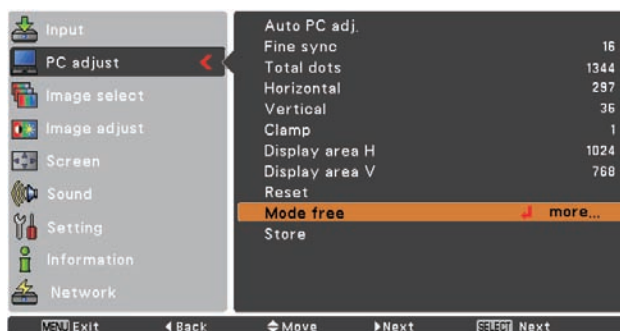 Input
PC adjust
Image select
Image adjust
Screen
Sound
Setting
Information
Network
Auto PC adj.
Fine sync 16
Total dots 1344
Horizontal 297
Vertical 36
Clamp 1
Display area H 1024
Display area V 768
Reset
Mode free more...
Store
MENU Exit Back Move Next SELECT Next